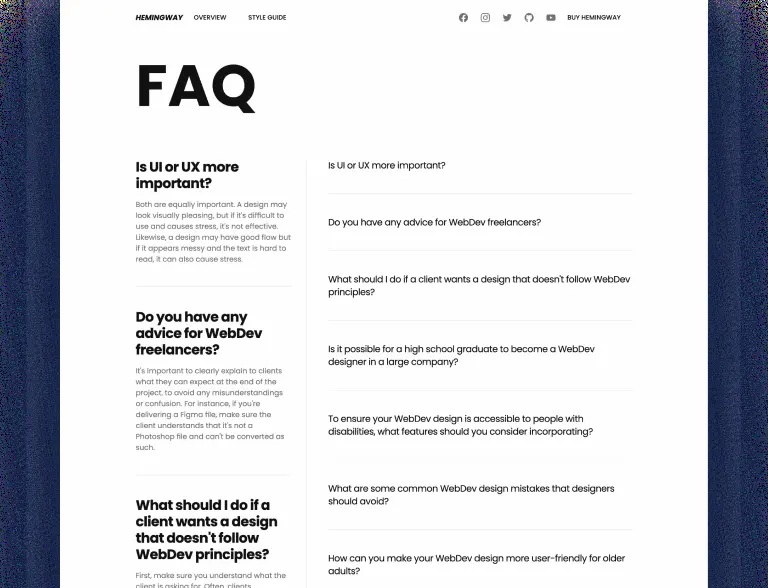 HEMINGWAY OVERVIEW STYLE GUIDE BUY HEMINGWAY
FAQ
Is UI or UX more
important?
Both are equally important. A design may
look visually pleasing, but if it's difficult to
use and causes stress, it's not effective.
Likewise, a design may have good flow but
if it appears messy and the text is hard to
read, it can also cause stress.
Do you have any
advice for WebDev
freelancers?
It's important to clearly explain to clients
what they can expect at the end of the
project, to avoid any misunderstandings
or confusion. For instance, if you're
delivering a Figma file, make sure the
client understands that it's not a
Photoshop file and can't be converted as
such.
What should I do if a
client wants a design
that doesn't follow
WebDev principles?
First, make sure you understand what the
client is asking for. Often, clients
Is UI or UX more important?
Do you have any advice for WebDev freelancers?
What should I do if a client wants a design that doesn't follow WebDev
principles?
Is it possible for a high school graduate to become a WebDev
designer in a large company?
To ensure your WebDev design is accessible to people with
disabilities, what features should you consider incorporating?
What are some common WebDev design mistakes that designers
should avoid?
How can you make your WebDev design more user-friendly for older
adults?